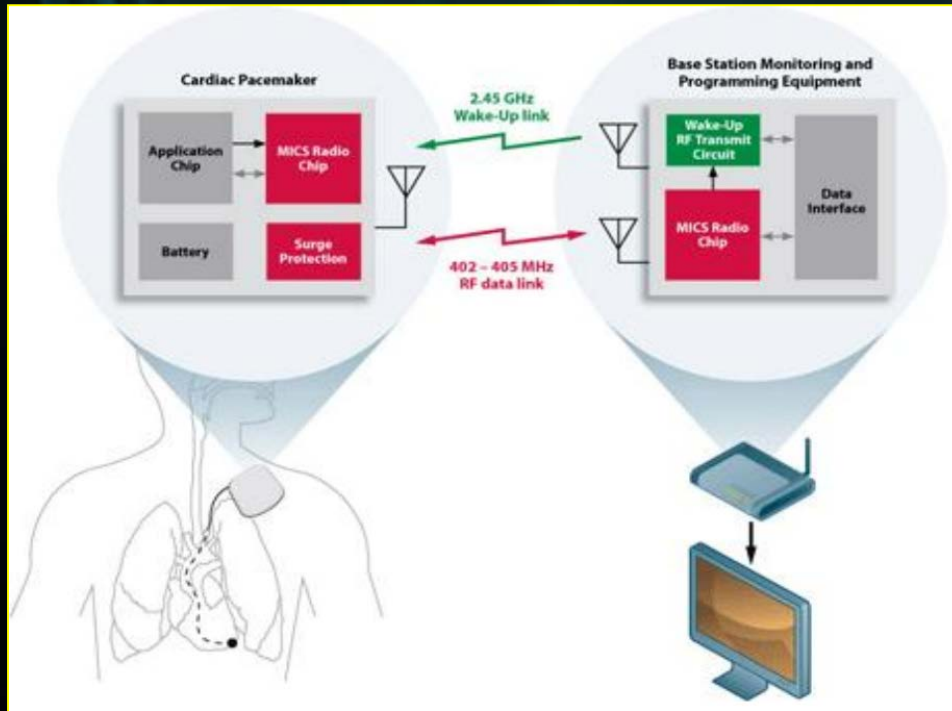 Cardiac Pacemaker
Application
Chip
MICS Radio
Chip
Battery
Surge
Protection
2.45 GHz
Wake-Up link
402 – 405 MHz
RF data link
Base Station Monitoring and
Programming Equipment
Wake-Up
RF Transmit
Circuit
MICS Radio
Chip
Data
Interface